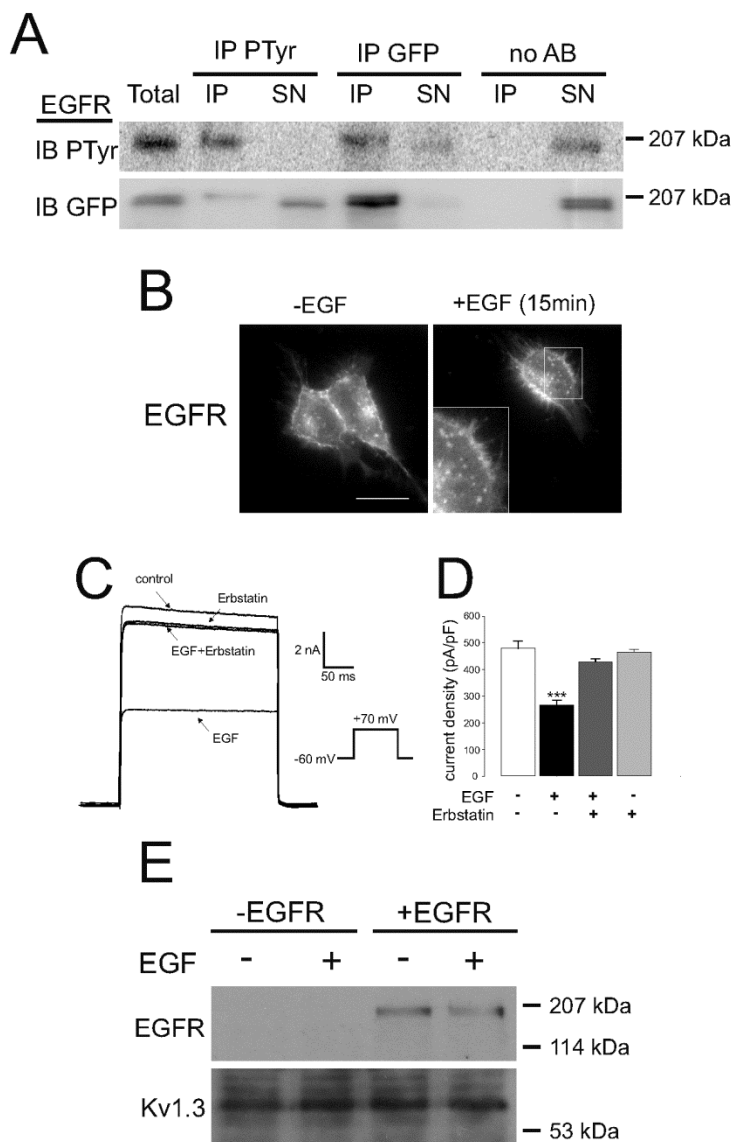 A
IP PTyr IP GFP no AB
EGFR Total IP SN IP SN IP SN
IB PTyr 207 kDa
IB GFP 207 kDa
B
-EGF +EGF (15min)
EGFR
C
control
Erbstatin
EGF+Erbstatin
EGF
2 nA
50 ms
+70 mV
-60 mV
D
current density (pA/pF)
600
500
400
300
200
100
0
***
EGF - + + -
Erbstatin - - + +
E
-EGFR +EGFR
EGF - + - +
EGFR 207 kDa
114 kDa
Kv1.3
53 kDa